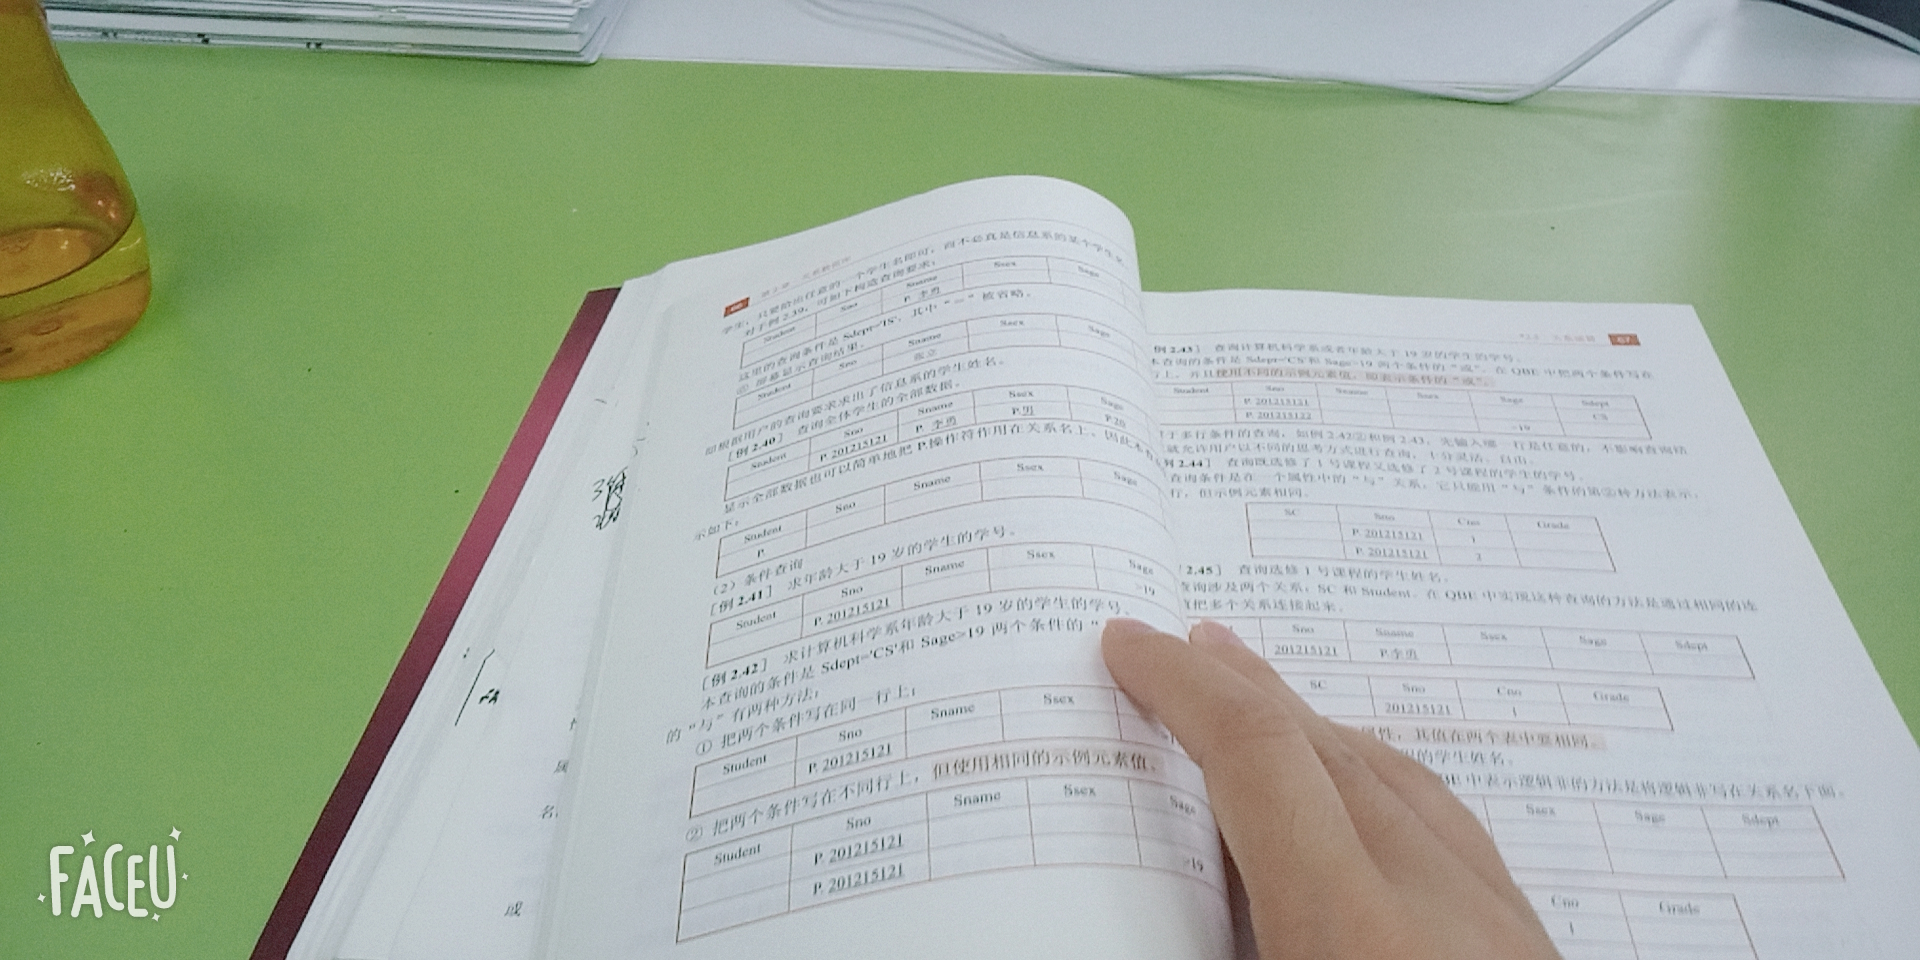 66 第2章 关系数据库
学生，只要给出任意的一个学生名即可，而不必真是信息系的某个学生名
对于例2.39，可如下构造查询要求：
Student Sno Sname Ssex Sage
P. 李勇
这里的查询条件是 Sdept='IS'，其中"="被省略。
屏幕显示查询结果。
Student Sno Sname Ssex Sage
张立
即根据用户的查询要求求出了信息系的学生姓名。
[例 2.40] 查询全体学生的全部数据。
Student Sno Sname Ssex Sage
P. 201215121 P. 李勇 P.男 P.20
显示全部数据也可以简单地把 P.操作符作用在关系名上。因此本
示如下：
Student Sno Sname Ssex Sage
P.
(2) 条件查询
[例 2.41] 求年龄大于 19 岁的学生的学号。
Student Sno Sname Ssex Sage
P. 201215121 >19
[例 2.42] 求计算机科学系年龄大于 19 岁的学生的学号。
本查询的条件是 Sdept='CS'和 Sage>19 两个条件的"
的"与"有两种方法：
① 把两个条件写在同一行上：
Student Sno Sname Ssex
P. 201215121
② 把两个条件写在不同行上，但使用相同的示例元素值。
Student Sno Sname Ssex Sage
P. 201215121
P. 201215121 >19
67
例 2.43] 查询计算机科学系或者年龄大于 19 岁的学生的学号。
本查询的条件是 Sdept='CS'和 Sage>19 两个条件的"或"。在 QBE 中把两个条件写在
行上，并且使用不同的示例元素值，即表示条件的"或"。
Student Sno Sname Ssex Sage Sdept
P. 201215121 CS
P. 201215122 >19
于多行条件的查询，如例 2.42②和例 2.43，先输入哪一行是任意的，不影响查询结
就允许用户以不同的思考方式进行查询，十分灵活、自由。
例 2.44] 查询既选修了 1 号课程又选修了 2 号课程的学生的学号。
查询条件是在一个属性中的"与"关系，它只能用"与"条件的第②种方法表示，
行，但示例元素相同。
SC Sno Cno Grade
P. 201215121 1
P. 201215121 2
2.45] 查询选修 1 号课程的学生姓名。
查询涉及两个关系：SC 和 Student。在 QBE 中实现这种查询的方法是通过相同的连
把多个关系连接起来。
Sno Sname Ssex Sage Sdept
201215121 P.李勇
SC Sno Cno Grade
201215121 1
属性，其值在两个表中要相同。
的学生姓名。
BE 中表示逻辑非的方法是将逻辑非写在关系名下面。
Ssex Sage Sdept
Cno Grade
1
FACEU